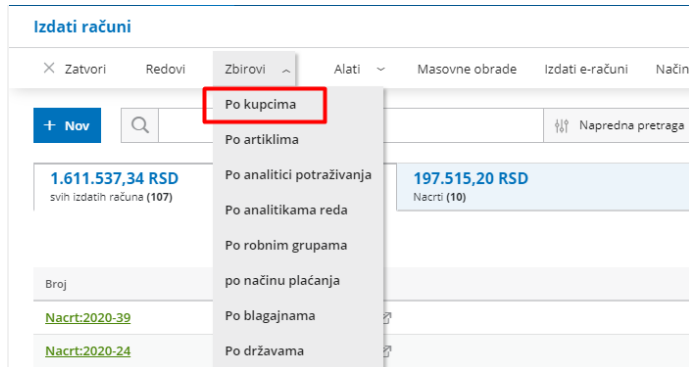 Izdati računi
Zatvori Redovi Zbirovi Alati Masovne obrade Izdati e-računi Način
Po kupcima
+ Nov Napredna pretraga
Po artiklima
1.611.537,34 RSD Po analitici potraživanja 197.515,20 RSD
svih izdatih računa (107) Nacrti (10)
Po analitikama reda
Po robnim grupama
Broj po načinu plaćanja
Nacrt:2020-39 Po blagajnama
Nacrt:2020-24 Po državama